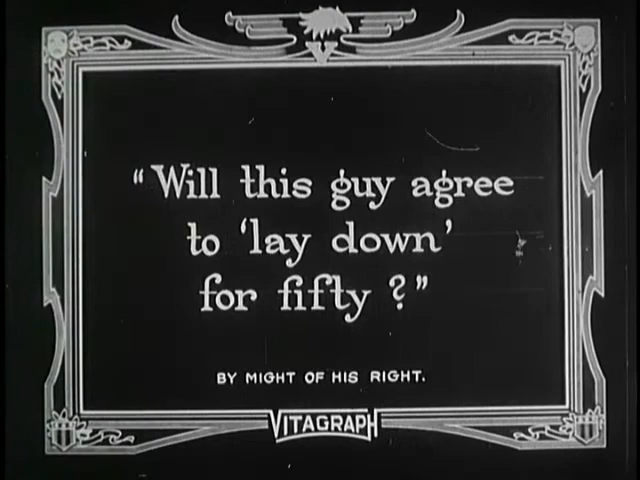 V
“Will this guy agree
to ‘lay down’
for fifty?”
BY MIGHT OF HIS RIGHT.
VITAGRAPH